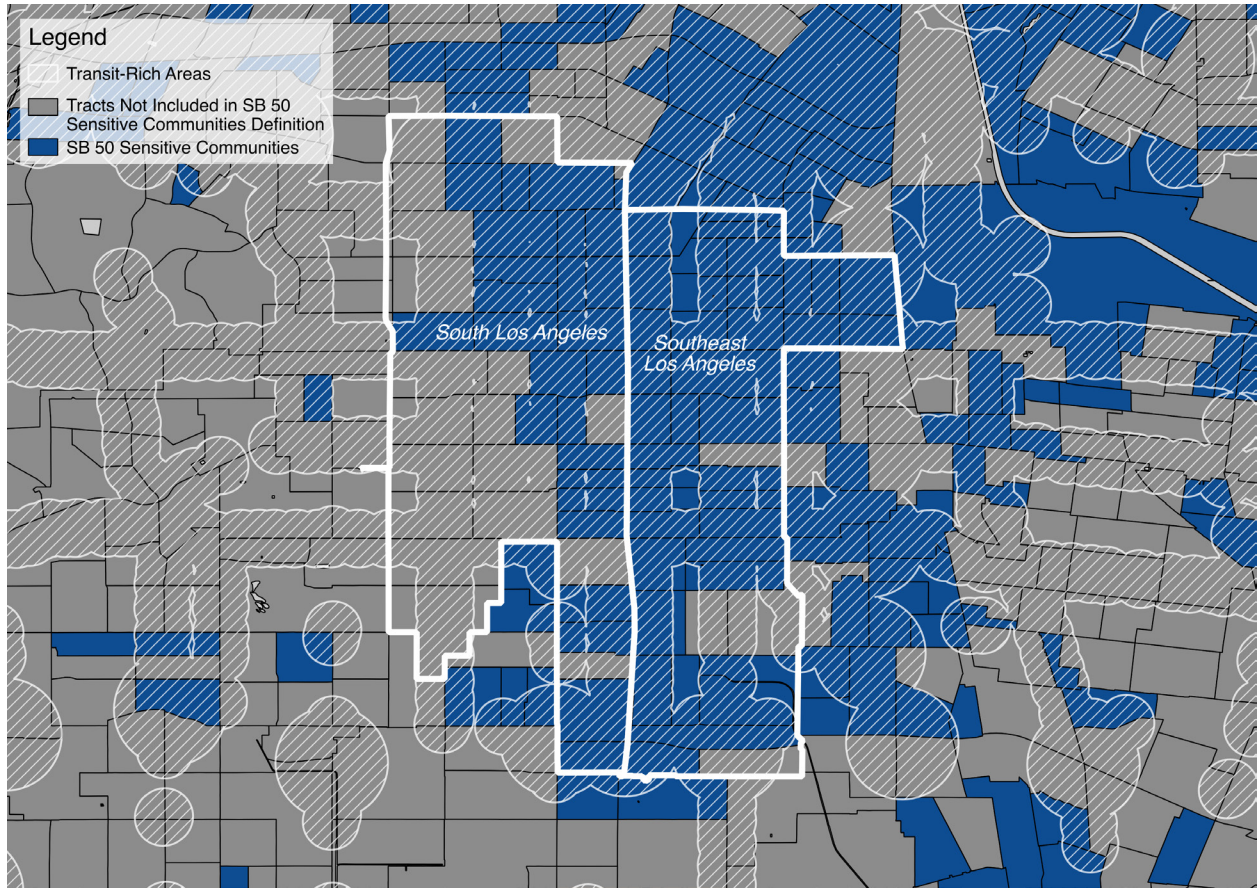 Legend
Transit-Rich Areas
Tracts Not Included in SB 50
Sensitive Communities Definition
SB 50 Sensitive Communities
South Los Angeles
Southeast
Los Angeles